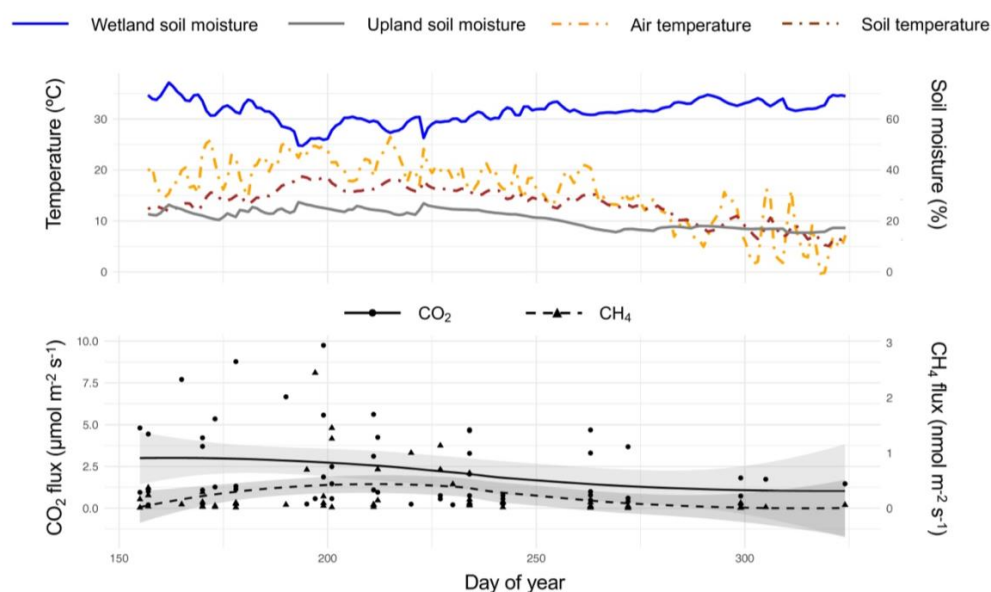 Wetland soil moisture Upland soil moisture Air temperature Soil temperature
Temperature (ºC)
30
20
10
0
Soil moisture (%)
60
40
20
0
CO₂ CH₄
CO₂ flux (µmol m⁻² s⁻¹)
10.0
7.5
5.0
2.5
0.0
CH₄ flux (nmol m⁻² s⁻¹)
3
2
1
0
150 200 250 300
Day of year